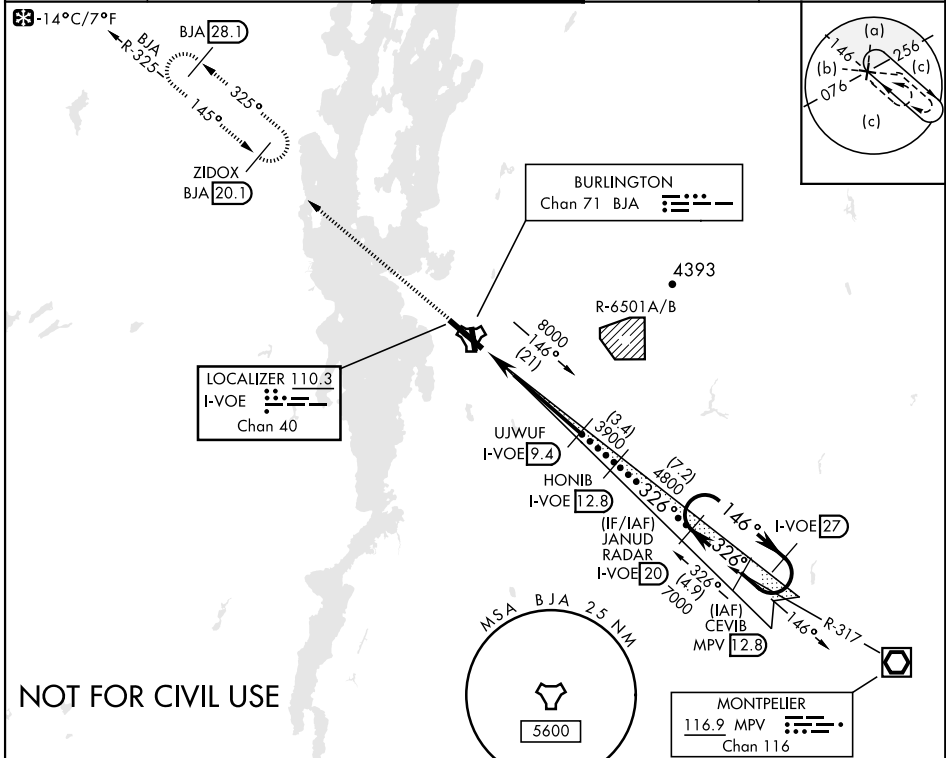 -14°C/7°F
BJA 28.1
BJA
R-325
325°
145°
ZIDOX
BJA 20.1
(a)
146
256
(b)
(c)
076
(c)
BURLINGTON
Chan 71 BJA
4393
R-6501A/B
8000
146°
(21)
LOCALIZER 110.3
I-VOE
Chan 40
UJWUF
I-VOE 9.4
(3.4)
3900
HONIB
I-VOE 12.8
(7.2)
4800
326°
146°
I-VOE 27
326°
(IF/IAF)
JANUD
RADAR
I-VOE 20
326°
(4.9)
7000
(IAF)
CEVIB
MPV 12.8
146°
R-317
MSA BJA 25 NM
5600
NOT FOR CIVIL USE
MONTPELIER
116.9 MPV
Chan 116